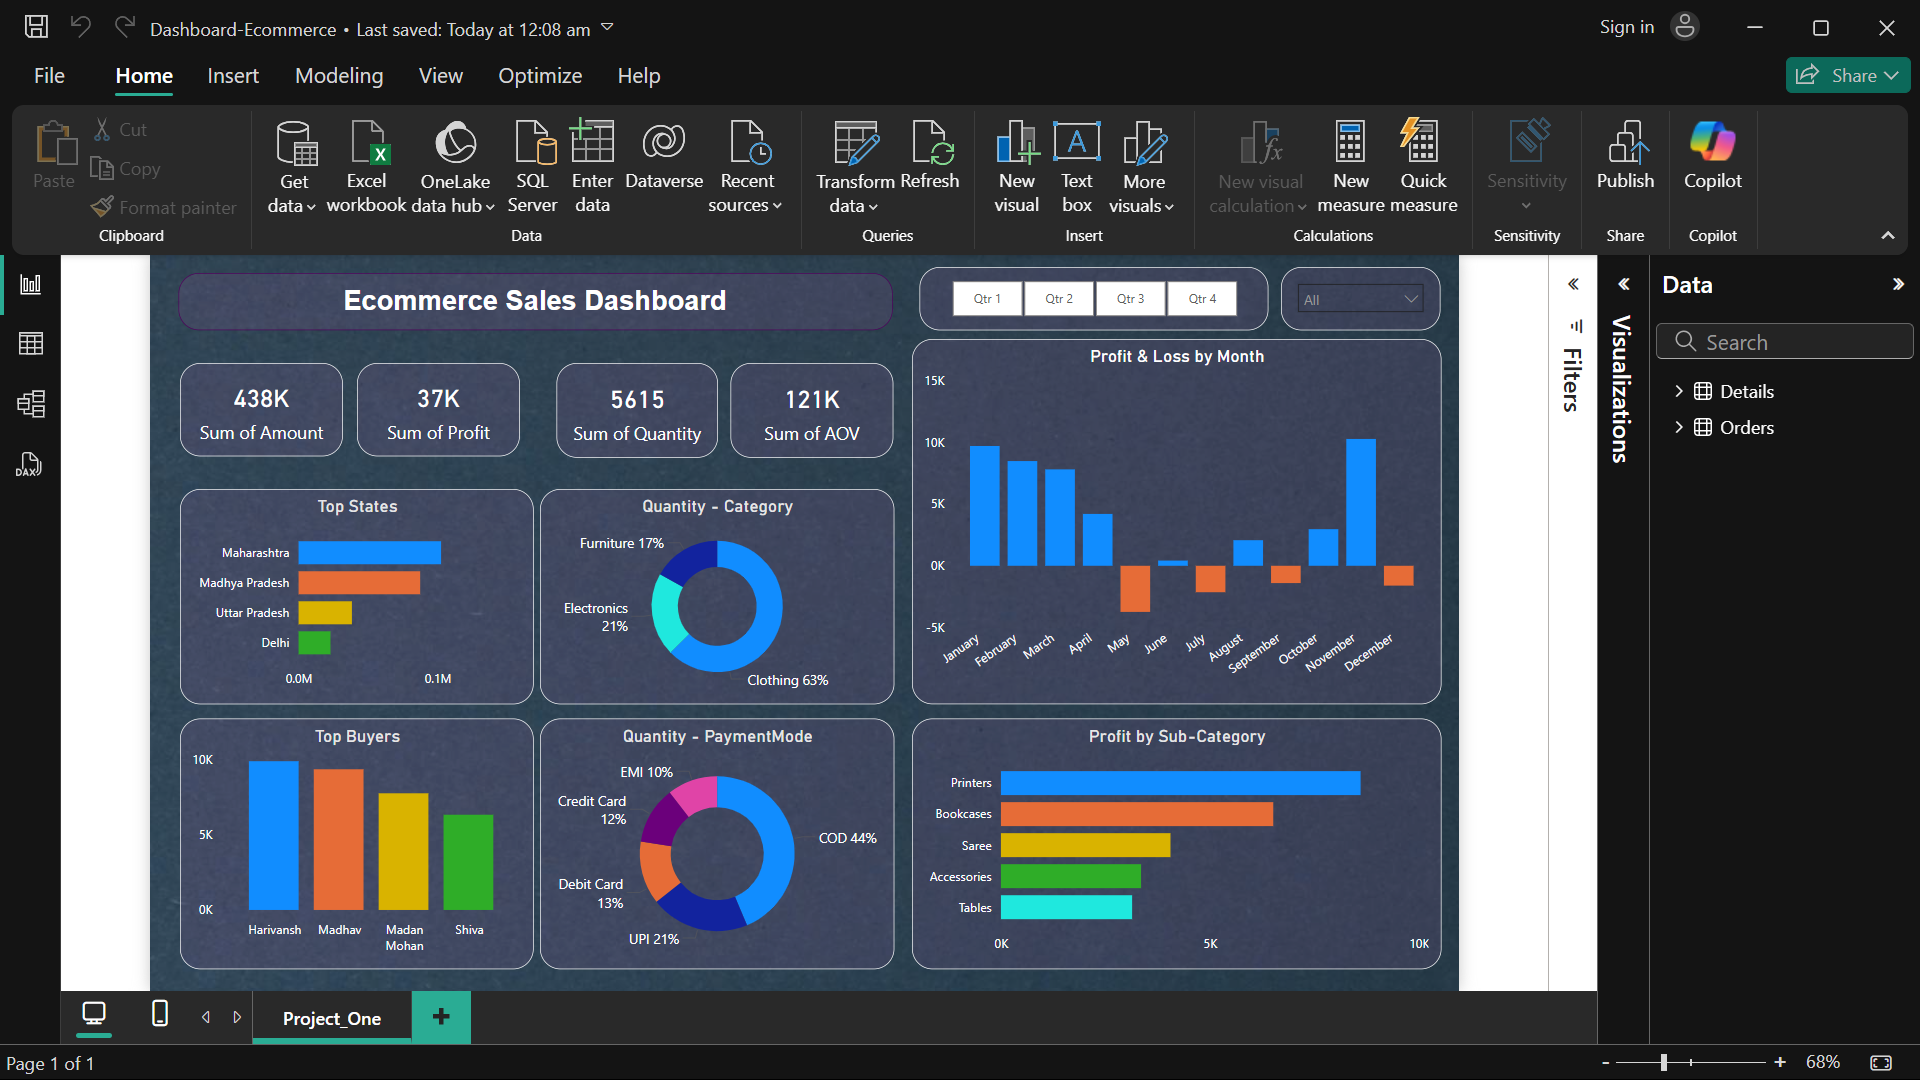 Dashboard-Ecommerce • Last saved: Today at 12:08 am
Sign in
File
Home
Insert
Modeling
View
Optimize
Help
Share
Paste
Cut
Copy
Format painter
Clipboard
Get
data
Excel
workbook
OneLake
data hub
SQL
Server
Enter
data
Dataverse
Recent
sources
Data
Transform
data
Refresh
Queries
New
visual
Text
box
More
visuals
Insert
New visual
calculation
New
measure
Quick
measure
Calculations
Sensitivity
Sensitivity
Publish
Share
Copilot
Copilot
DAX
Ecommerce Sales Dashboard
Qtr 1
Qtr 2
Qtr 3
Qtr 4
All
438K
Sum of Amount
37K
Sum of Profit
5615
Sum of Quantity
121K
Sum of AOV
Profit & Loss by Month
15K
10K
5K
0K
-5K
January
February
March
April
May
June
July
August
September
October
November
December
Top States
Maharashtra
Madhya Pradesh
Uttar Pradesh
Delhi
0.0M
0.1M
Quantity - Category
Furniture 17%
Electronics
21%
Clothing 63%
Top Buyers
10K
5K
0K
Harivansh
Madhav
Madan
Mohan
Shiva
Quantity - PaymentMode
EMI 10%
Credit Card
12%
COD 44%
Debit Card
13%
UPI 21%
Profit by Sub-Category
Printers
Bookcases
Saree
Accessories
Tables
0K
5K
10K
Filters
Visualizations
Data
Search
Details
Orders
Project_One
Page 1 of 1
68%